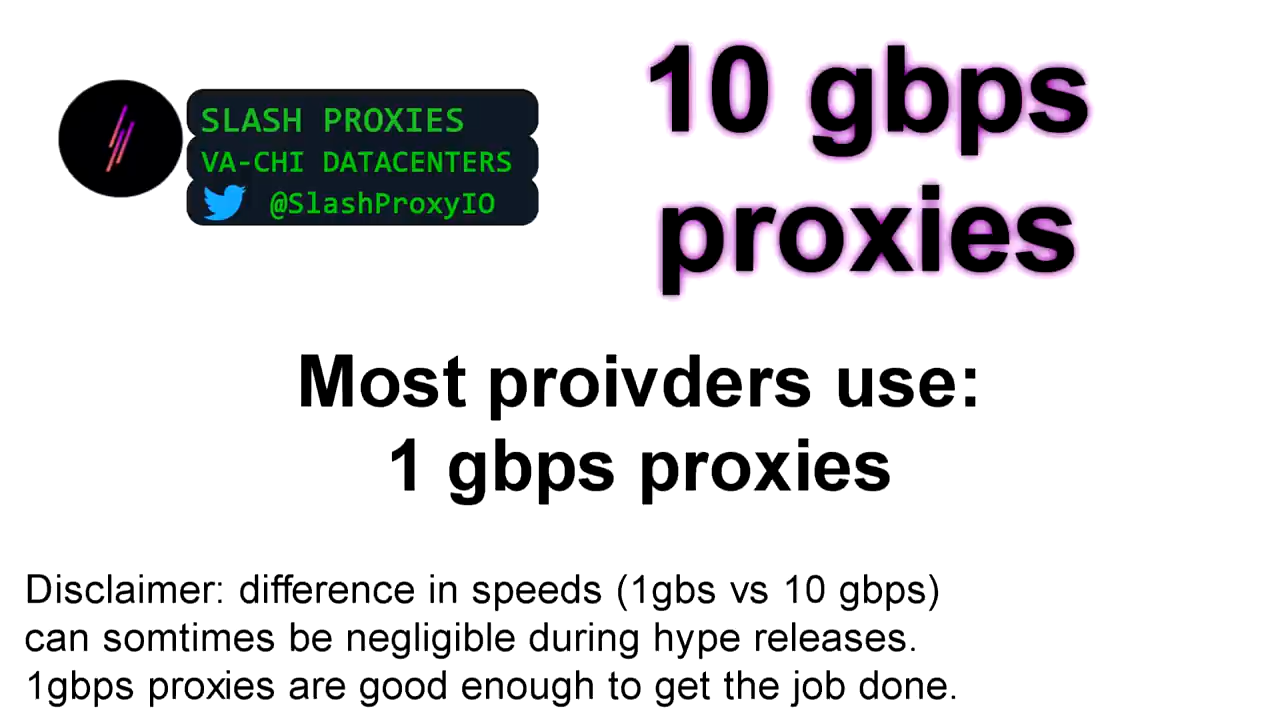 SLASH PROXIES
VA-CHI DATACENTERS
@SlashProxyIO
10 gbps
proxies
Most proivders use:
1 gbps proxies
Disclaimer: difference in speeds (1gbs vs 10 gbps)
can somtimes be negligible during hype releases.
1gbps proxies are good enough to get the job done.